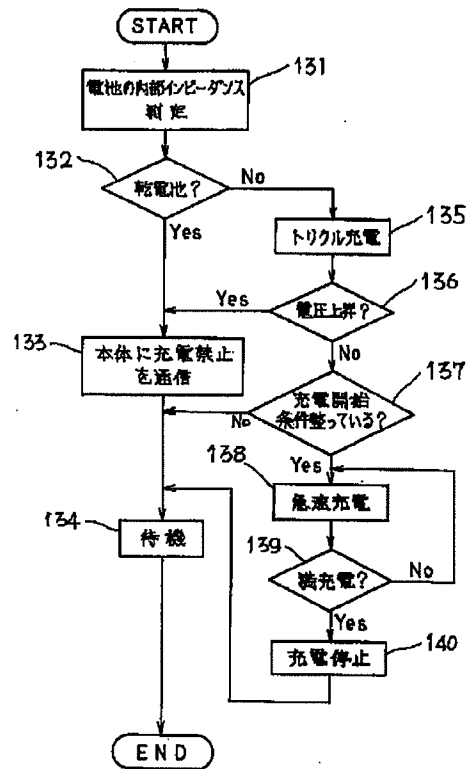 START
131
電池の内部インピーダンス
判定
132
乾電池?
No
Yes
135
トリクル充電
136
電圧上昇?
Yes
No
133
本体に充電禁止
を通信
137
充電開始
条件整っている?
No
Yes
138
急速充電
134
待機
139
満充電?
No
Yes
充電停止
140
END